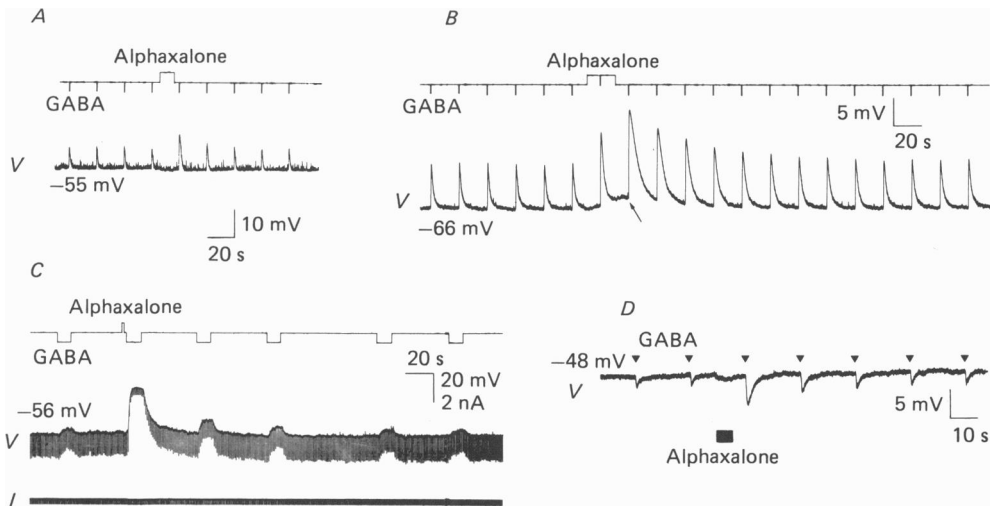 A
Alphaxalone
GABA
V
−55 mV
10 mV
20 s
B
Alphaxalone
GABA
5 mV
20 s
V
−66 mV
C
Alphaxalone
GABA
20 s
20 mV
2 nA
−56 mV
V
I
D
GABA
−48 mV
V
5 mV
10 s
Alphaxalone